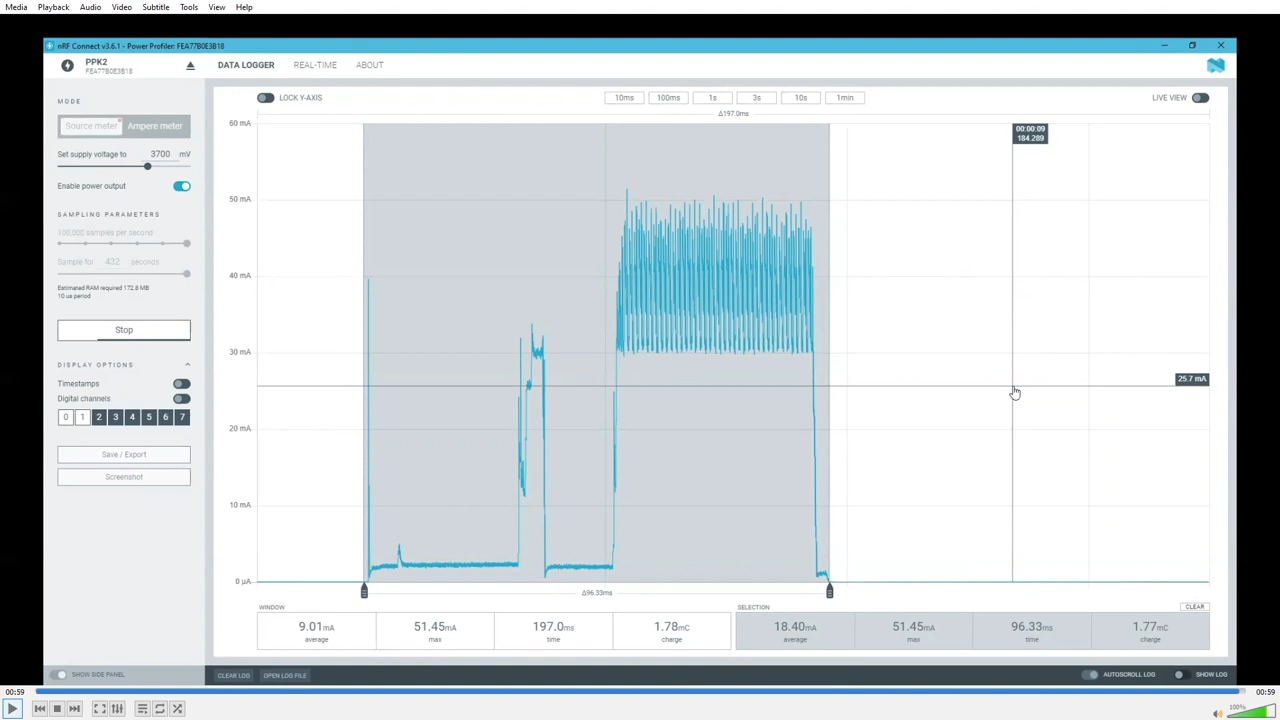 Media Playback Audio Video Subtitle Tools View Help
nRF Connect v3.6.1 - Power Profiler: FEA77B0E3B18
PPK2
FEA77B0E3B18
DATA LOGGER REAL-TIME ABOUT
MODE
Source meter Ampere meter
Set supply voltage to 3700 mV
Enable power output
SAMPLING PARAMETERS
100,000 samples per second
Sample for 432 seconds
Estimated RAM required 172.8 MB
10 us period
Stop
DISPLAY OPTIONS
Timestamps
Digital channels
0 1 2 3 4 5 6 7
Save / Export
Screenshot
SHOW SIDE PANEL
LOCK Y-AXIS 10ms 100ms 1s 3s 10s 1min LIVE VIEW
Δ197.0ms
60 mA
50 mA
40 mA
30 mA
20 mA
10 mA
0 µA
00:00:09
184.289
25.7 mA
Δ96.33ms
WINDOW
9.01mA 51.45mA 197.0ms 1.78mC
average max time charge
SELECTION CLEAR
18.40mA 51.45mA 96.33ms 1.77mC
average max time charge
CLEAR LOG OPEN LOG FILE AUTOSCROLL LOG SHOW LOG
00:59 00:59
100%